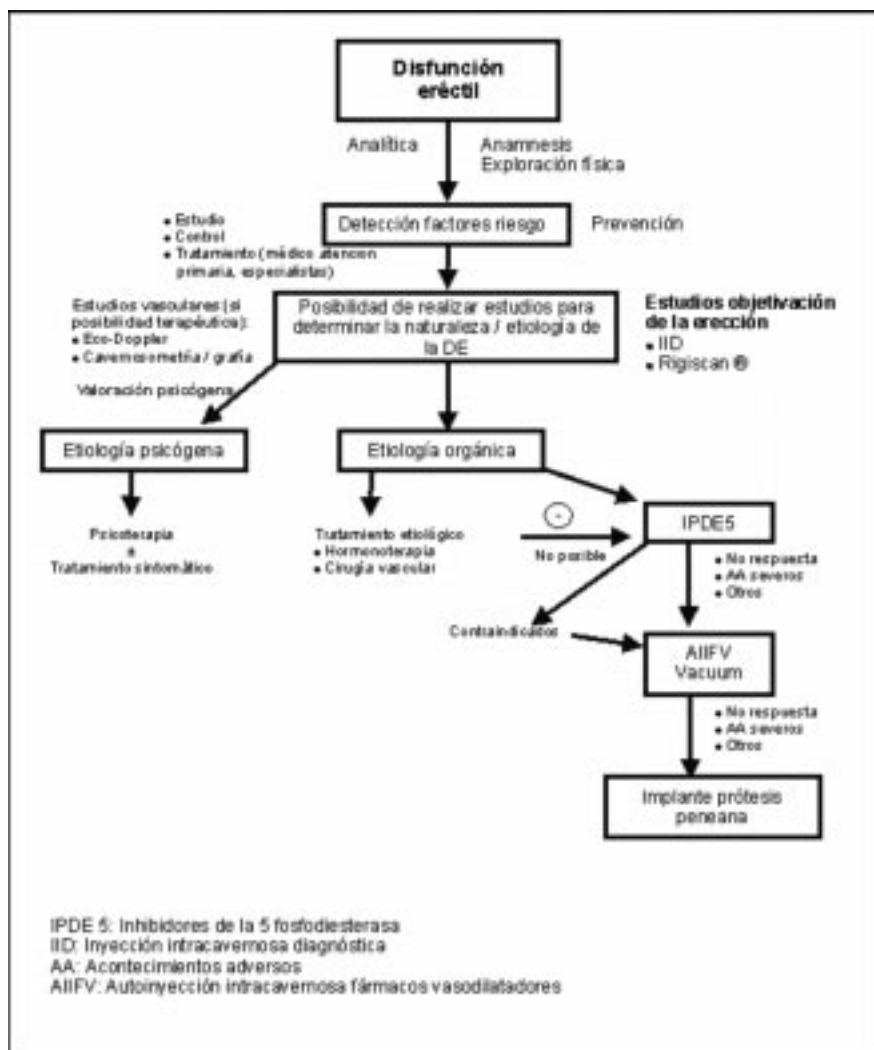 Disfunción
eréctil
Analítica
Anamnesis
Exploración física
• Estudio
• Control
• Tratamiento (médico atencion
primaria, especialistas)
Detección factores riesgo
Prevención
Estudios vasculares (si
posibilidad terapéutica):
• Eco-Doppler
• Cavernosometría / grafía
Valoración psicógena
Posibilidad de realizar estudios para
determinar la naturaleza / etiología de
la DE
Estudios objetivación
de la erección
• IID
• Rigiscan ®
Etiología psicógena
Etiología orgánica
Psicoterapia
±
Tratamiento sintomático
Tratamiento etiológico
• Hormonoterapia
• Cirugía vascular
-
No posible
IPDE5
• No respuesta
• AA severos
• Otros
Contraindicados
AIIFV
Vacuum
• No respuesta
• AA severos
• Otros
Implante prótesis
peneana
IPDE 5: Inhibidores de la 5 fosfodiesterasa
IID: Inyección intracavernosa diagnóstica
AA: Acontecimientos adversos
AIIFV: Autoinyección intracavernosa fármacos vasodilatadores